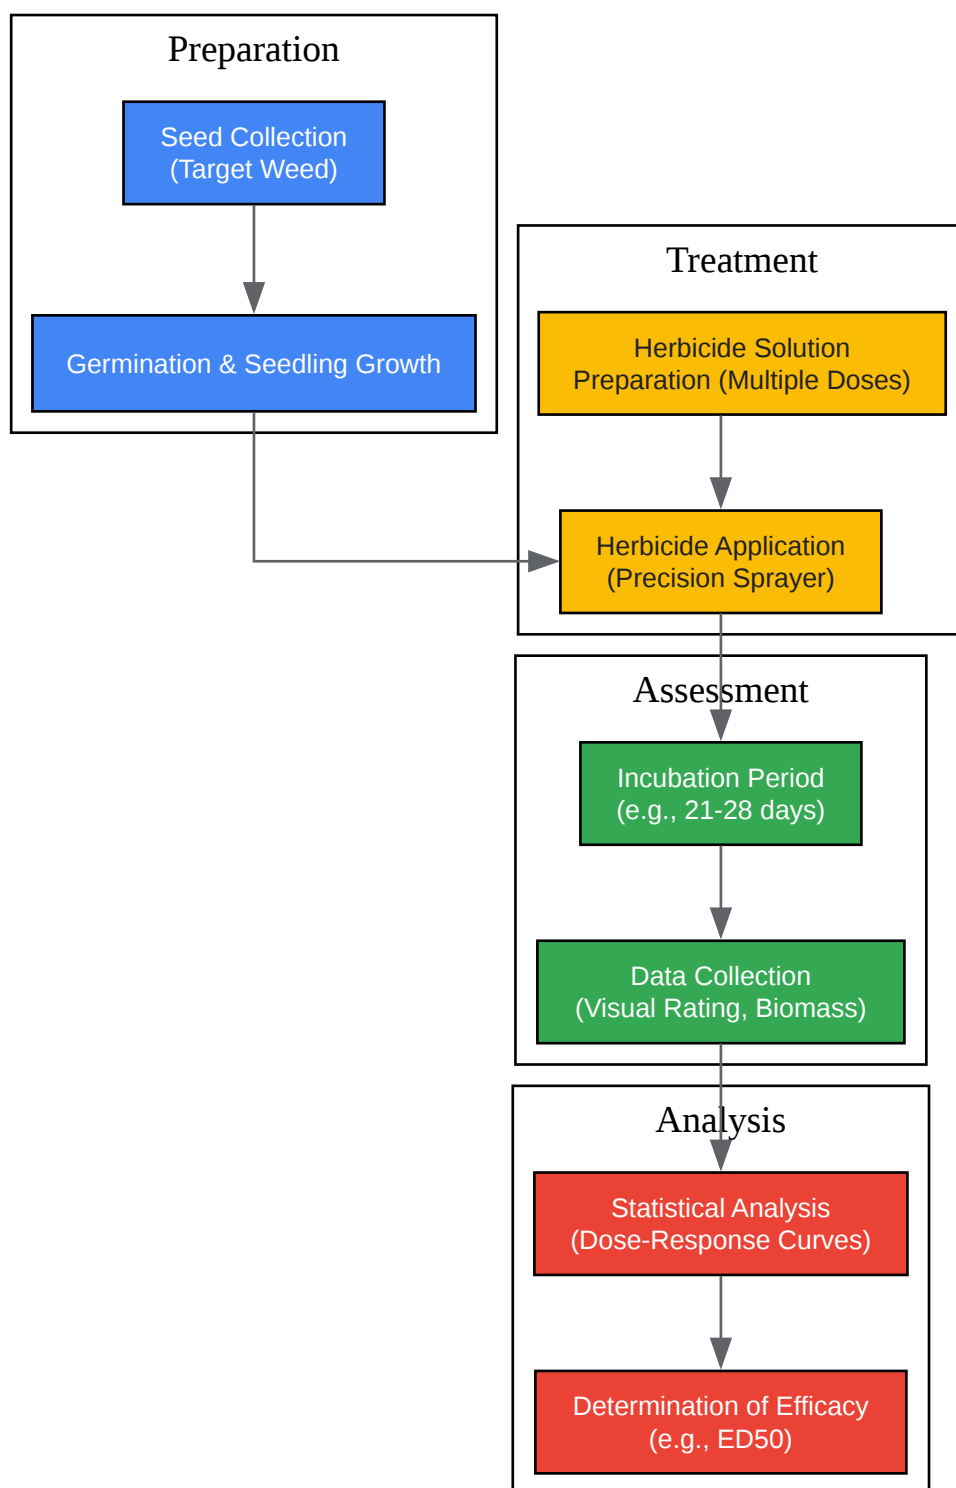 Preparation
Seed Collection
(Target Weed)
Germination & Seedling Growth
Treatment
Herbicide Solution
Preparation (Multiple Doses)
Herbicide Application
(Precision Sprayer)
Assessment
Incubation Period
(e.g., 21-28 days)
Data Collection
(Visual Rating, Biomass)
Analysis
Statistical Analysis
(Dose-Response Curves)
Determination of Efficacy
(e.g., ED50)